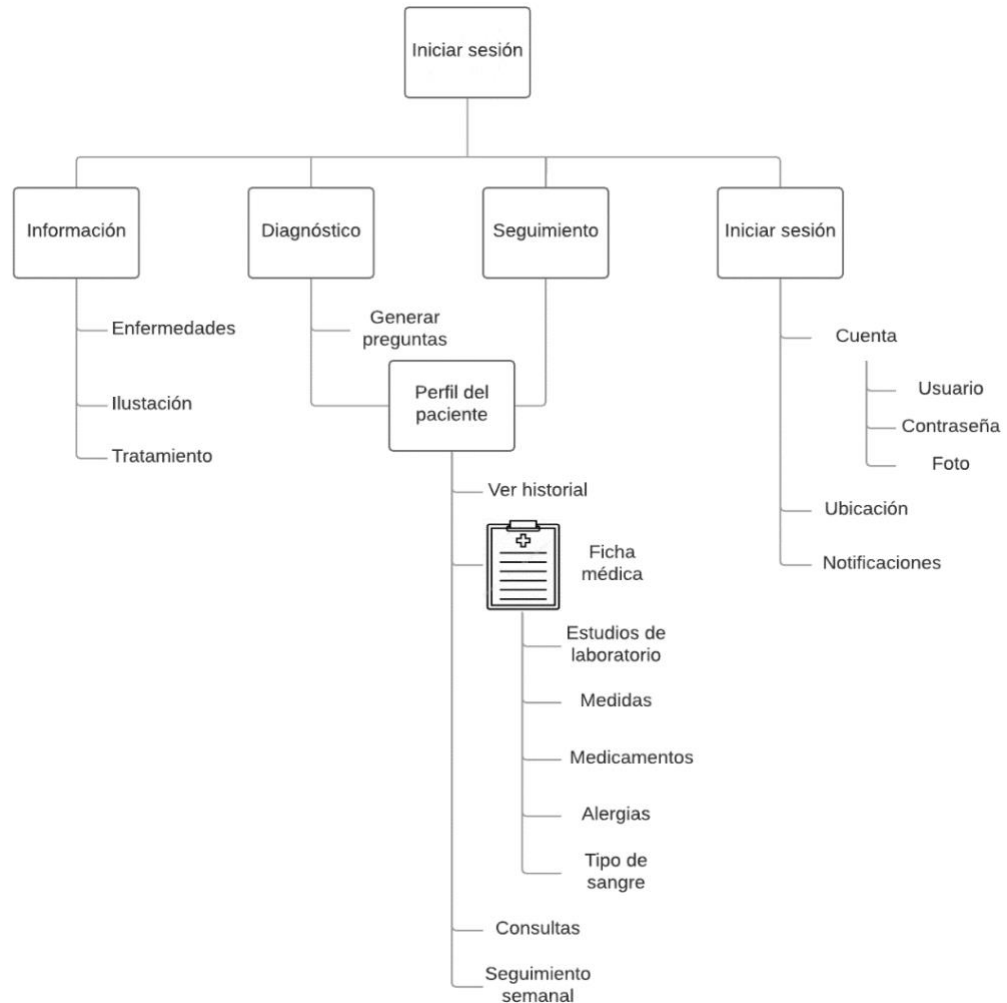 Iniciar sesión
Información
Diagnóstico
Seguimiento
Iniciar sesión
Enfermedades
Ilustación
Tratamiento
Generar
preguntas
Perfil del
paciente
Ver historial
Ficha
médica
Estudios de
laboratorio
Medidas
Medicamentos
Alergias
Tipo de
sangre
Consultas
Seguimiento
semanal
Cuenta
Usuario
Contraseña
Foto
Ubicación
Notificaciones